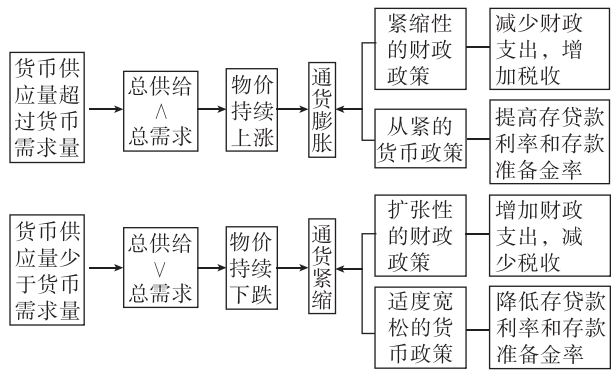 货币供
应量超
过货币
需求量
总供给
∧
总需求
物价
持续
上涨
通
货
膨
胀
紧缩性
的财政
政策
减少财政
支出，增
加税收
从紧的
货币政策
提高存贷款
利率和存款
准备金率
货币供
应量少
于货币
需求量
总供给
∨
总需求
物价
持续
下跌
通
货
紧
缩
扩张性
的财政
政策
增加财政
支出，减
少税收
适度宽
松的货
币政策
降低存贷款
利率和存款
准备金率